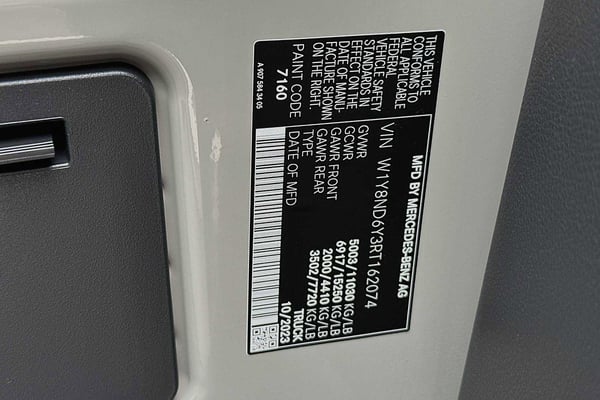 THIS VEHICLE
CONFORMS TO
ALL APPLICABLE
FEDERAL
VEHICLE SAFETY
STANDARDS IN
EFFECT ON THE
DATE OF MANU-
FACTURE SHOWN
ON THE RIGHT.
PAINT CODE
7160
A 907 584 34 05
MFD BY MERCEDES-BENZ AG
VIN W1Y8ND6Y3RT162074
GVWR 5003/11030 KG/LB
GCWR 6917/15250 KG/LB
GAWR FRONT 2000/4410 KG/LB
GAWR REAR 3502/7720 KG/LB
TYPE TRUCK
DATE OF MFD 10/2023